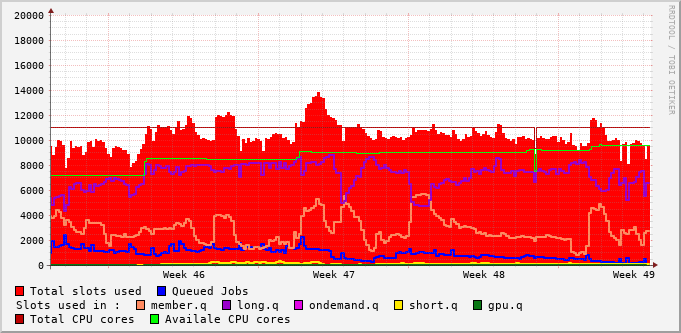 20000
18000
16000
14000
12000
10000
8000
6000
4000
2000
0
Week 46 Week 47 Week 48 Week 49
RRDTOOL / TOBI OETIKER
Total slots used Queued Jobs
Slots used in : member.q long.q ondemand.q short.q gpu.q
Total CPU cores Availale CPU cores